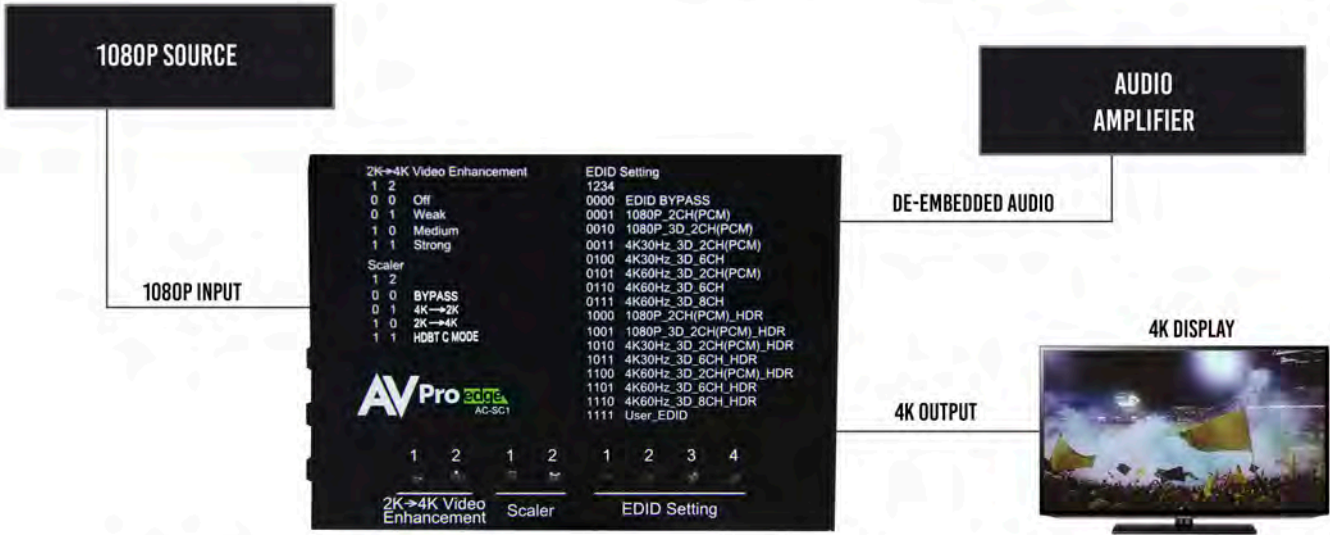 1080P SOURCE
AUDIO
AMPLIFIER
1080P INPUT
DE-EMBEDDED AUDIO
4K DISPLAY
4K OUTPUT
2K→4K Video Enhancement
1 2
0 0 Off
0 1 Weak
1 0 Medium
1 1 Strong
Scaler
1 2
0 0 BYPASS
0 1 4K→2K
1 0 2K→4K
1 1 HDBT C MODE
EDID Setting
1234
0000 EDID BYPASS
0001 1080P_2CH(PCM)
0010 1080P_3D_2CH(PCM)
0011 4K30Hz_3D_2CH(PCM)
0100 4K30Hz_3D_6CH
0101 4K60Hz_3D_2CH(PCM)
0110 4K60Hz_3D_6CH
0111 4K60Hz_3D_8CH
1000 1080P_2CH(PCM)_HDR
1001 1080P_3D_2CH(PCM)_HDR
1010 4K30Hz_3D_2CH(PCM)_HDR
1011 4K30Hz_3D_6CH_HDR
1100 4K60Hz_3D_2CH(PCM)_HDR
1101 4K60Hz_3D_6CH_HDR
1110 4K60Hz_3D_8CH_HDR
1111 User_EDID
AVPro edge
AC-SC1
1 2 1 2 1 2 3 4
2K→4K Video
Enhancement
Scaler
EDID Setting